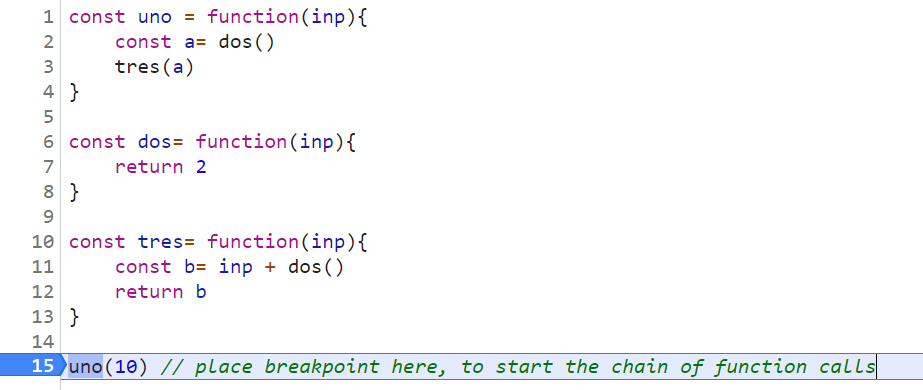 1 const uno = function(inp){
2     const a= dos()
3     tres(a)
4 }
5
6 const dos= function(inp){
7     return 2
8 }
9
10 const tres= function(inp){
11     const b= inp + dos()
12     return b
13 }
14
15 uno(10) // place breakpoint here, to start the chain of function calls